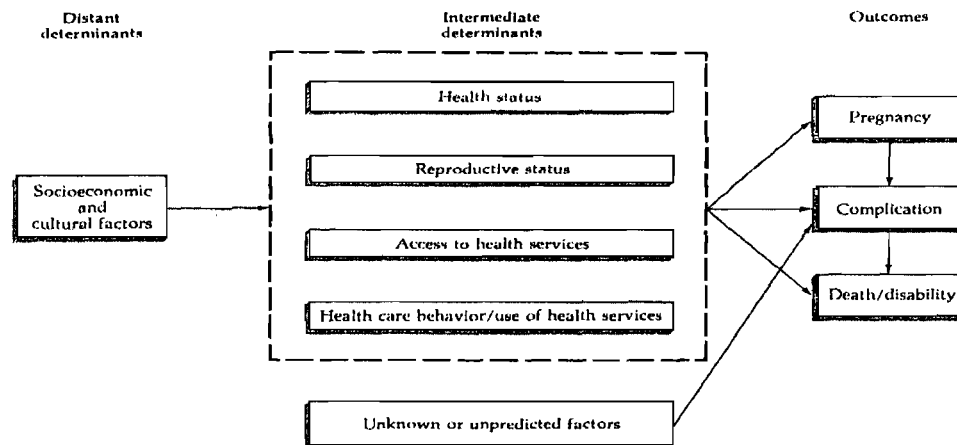 Distant
determinants
Intermediate
determinants
Outcomes
Health status
Pregnancy
Reproductive status
Socioeconomic
and
cultural factors
Complication
Access to health services
Death/disability
Health care behavior/use of health services
Unknown or unpredicted factors